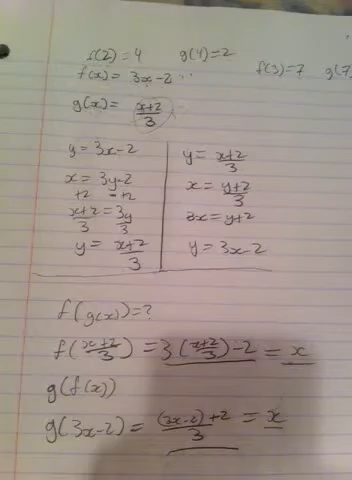 f(2) = 4 g(4) = 2
f(x) = 3x - 2 f(3) = 7 g(7
g(x) = (x+2)/3
y = 3x - 2
x = 3y - 2
+2 = +2
(x+2)/3 = 3y/3
y = (x+2)/3
y = (x+2)/3
x = (y+2)/3
3x = y+2
y = 3x - 2
f(g(x)) = ?
f((x+2)/3) = 3((x+2)/3) - 2 = x
g(f(x))
g(3x-2) = ((3x-2)+2)/3 = x